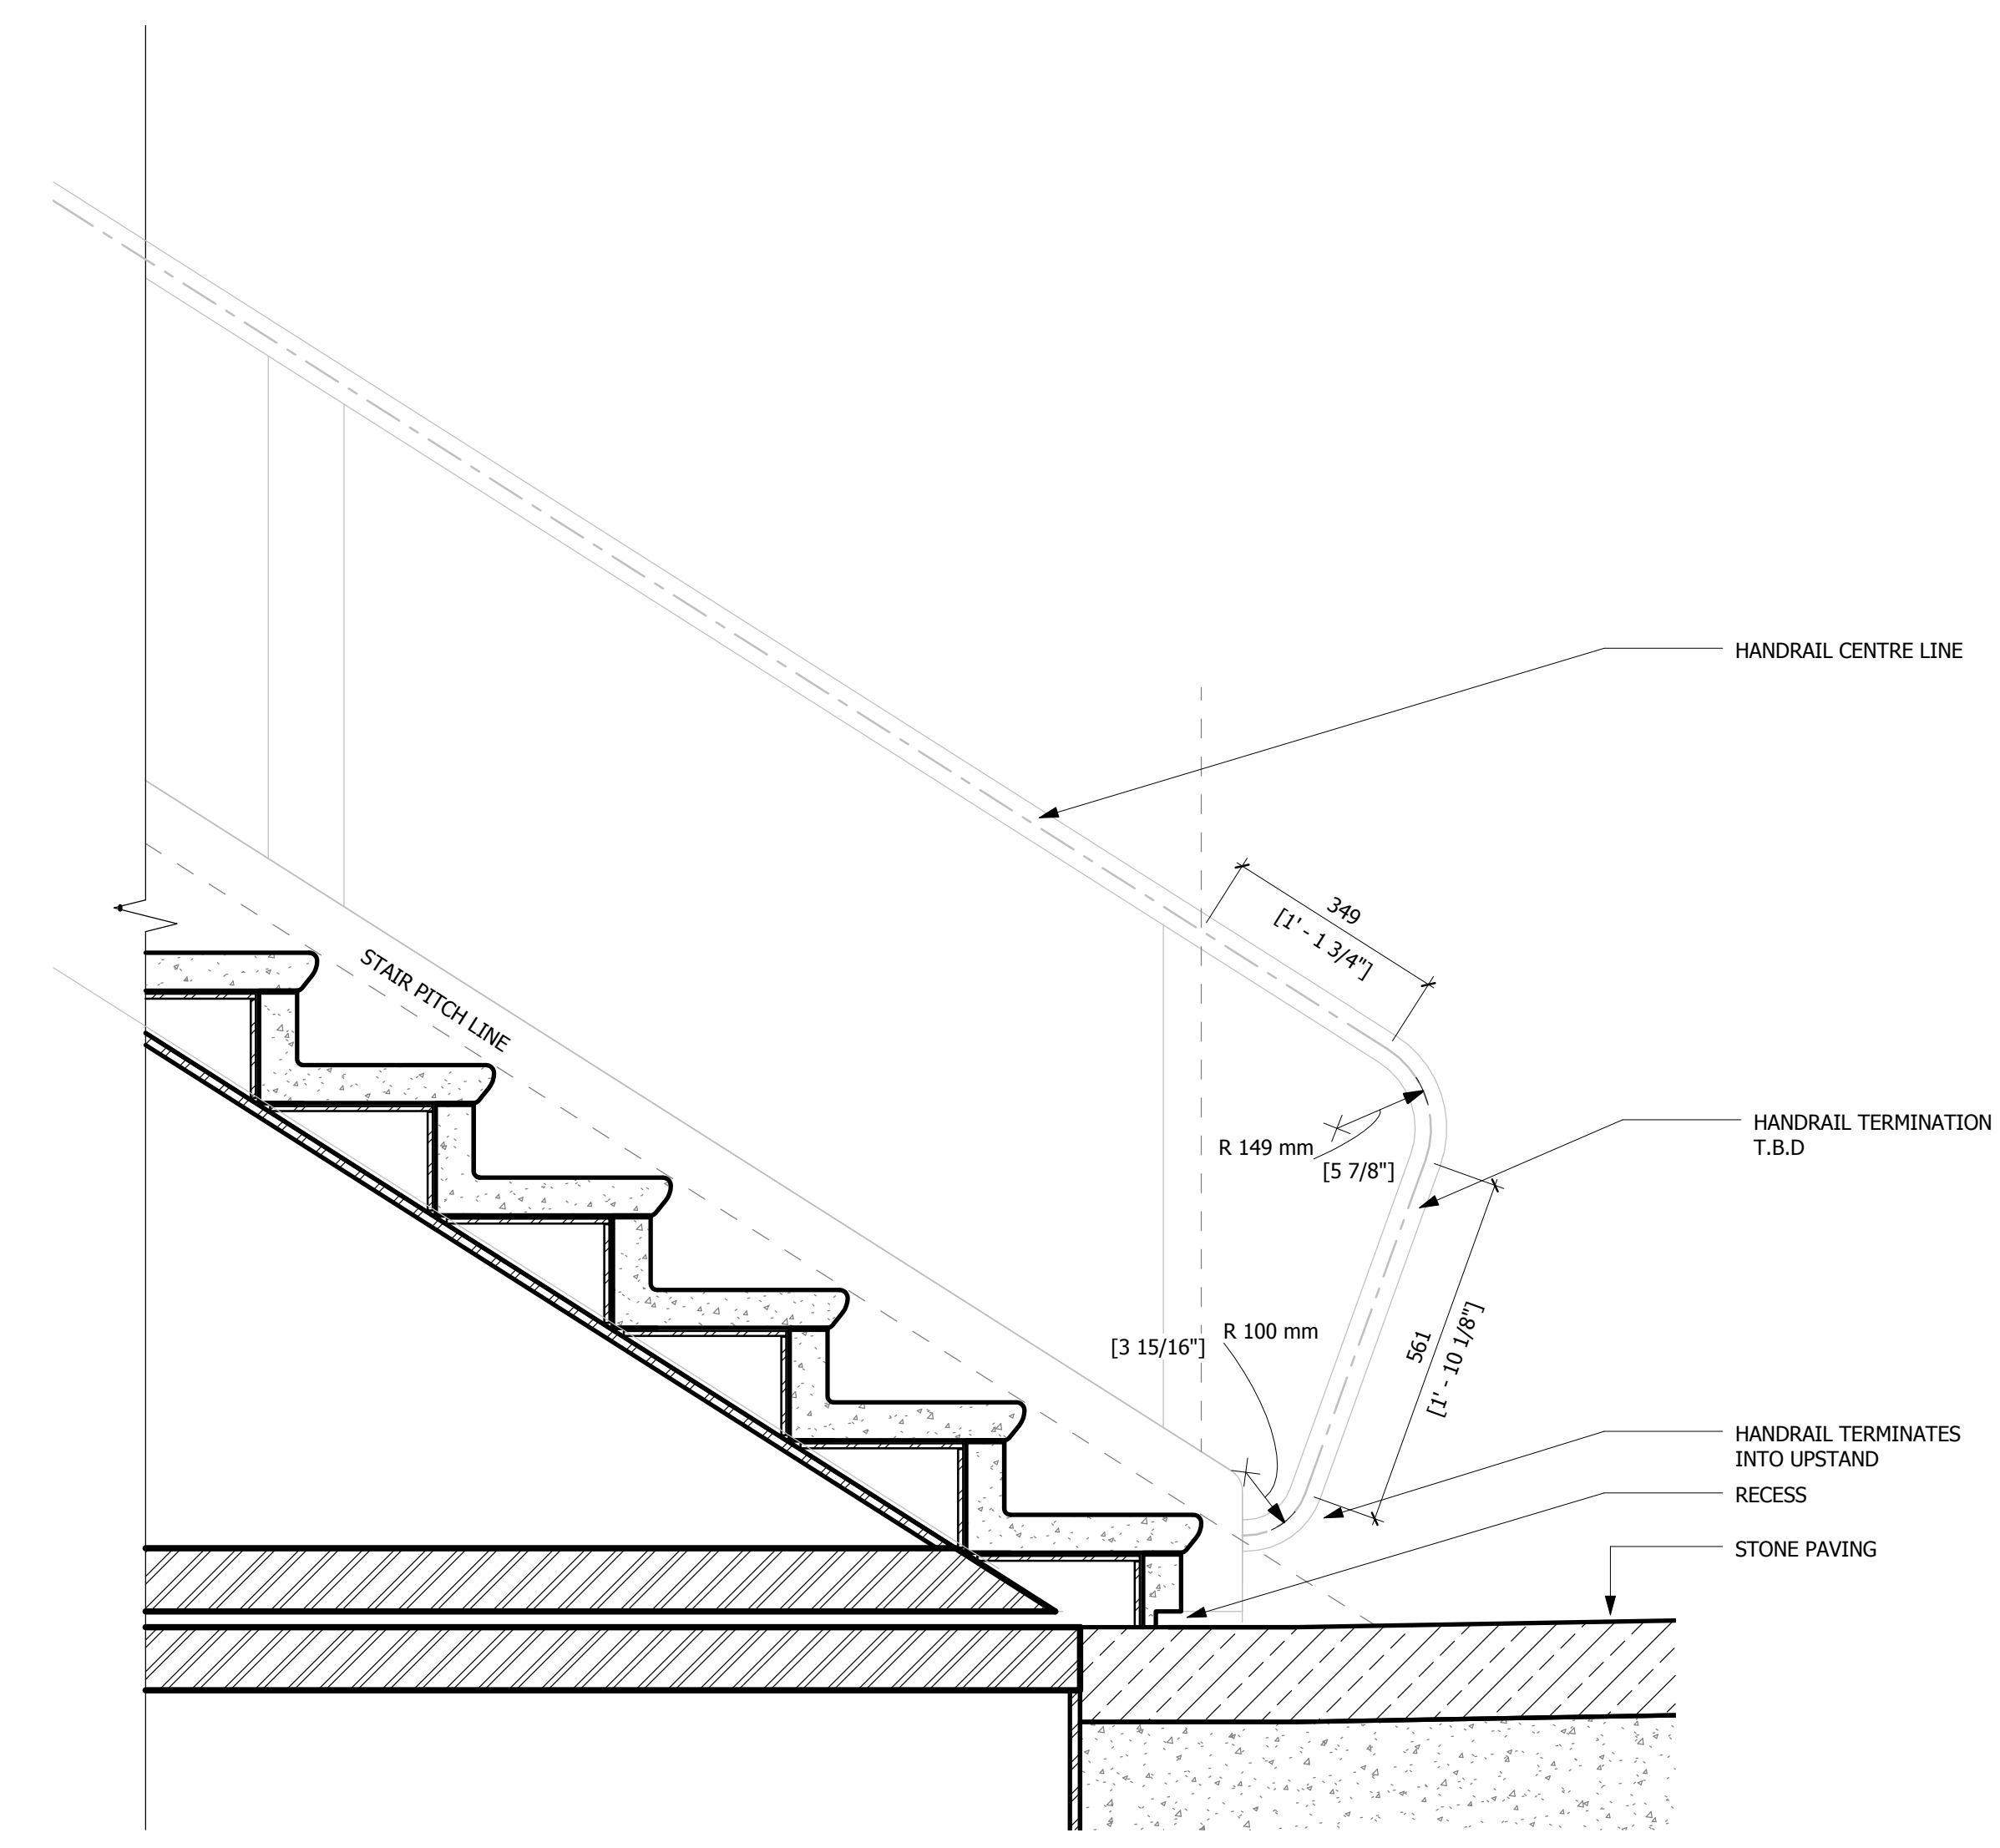 HANDRAIL CENTRE LINE
349
[1' - 1 3/4"]
STAIR PITCH LINE
HANDRAIL TERMINATION
T.B.D
R 149 mm
[5 7/8"]
R 100 mm
[3 15/16"]
561
[1' - 10 1/8"]
HANDRAIL TERMINATES
INTO UPSTAND
RECESS
STONE PAVING